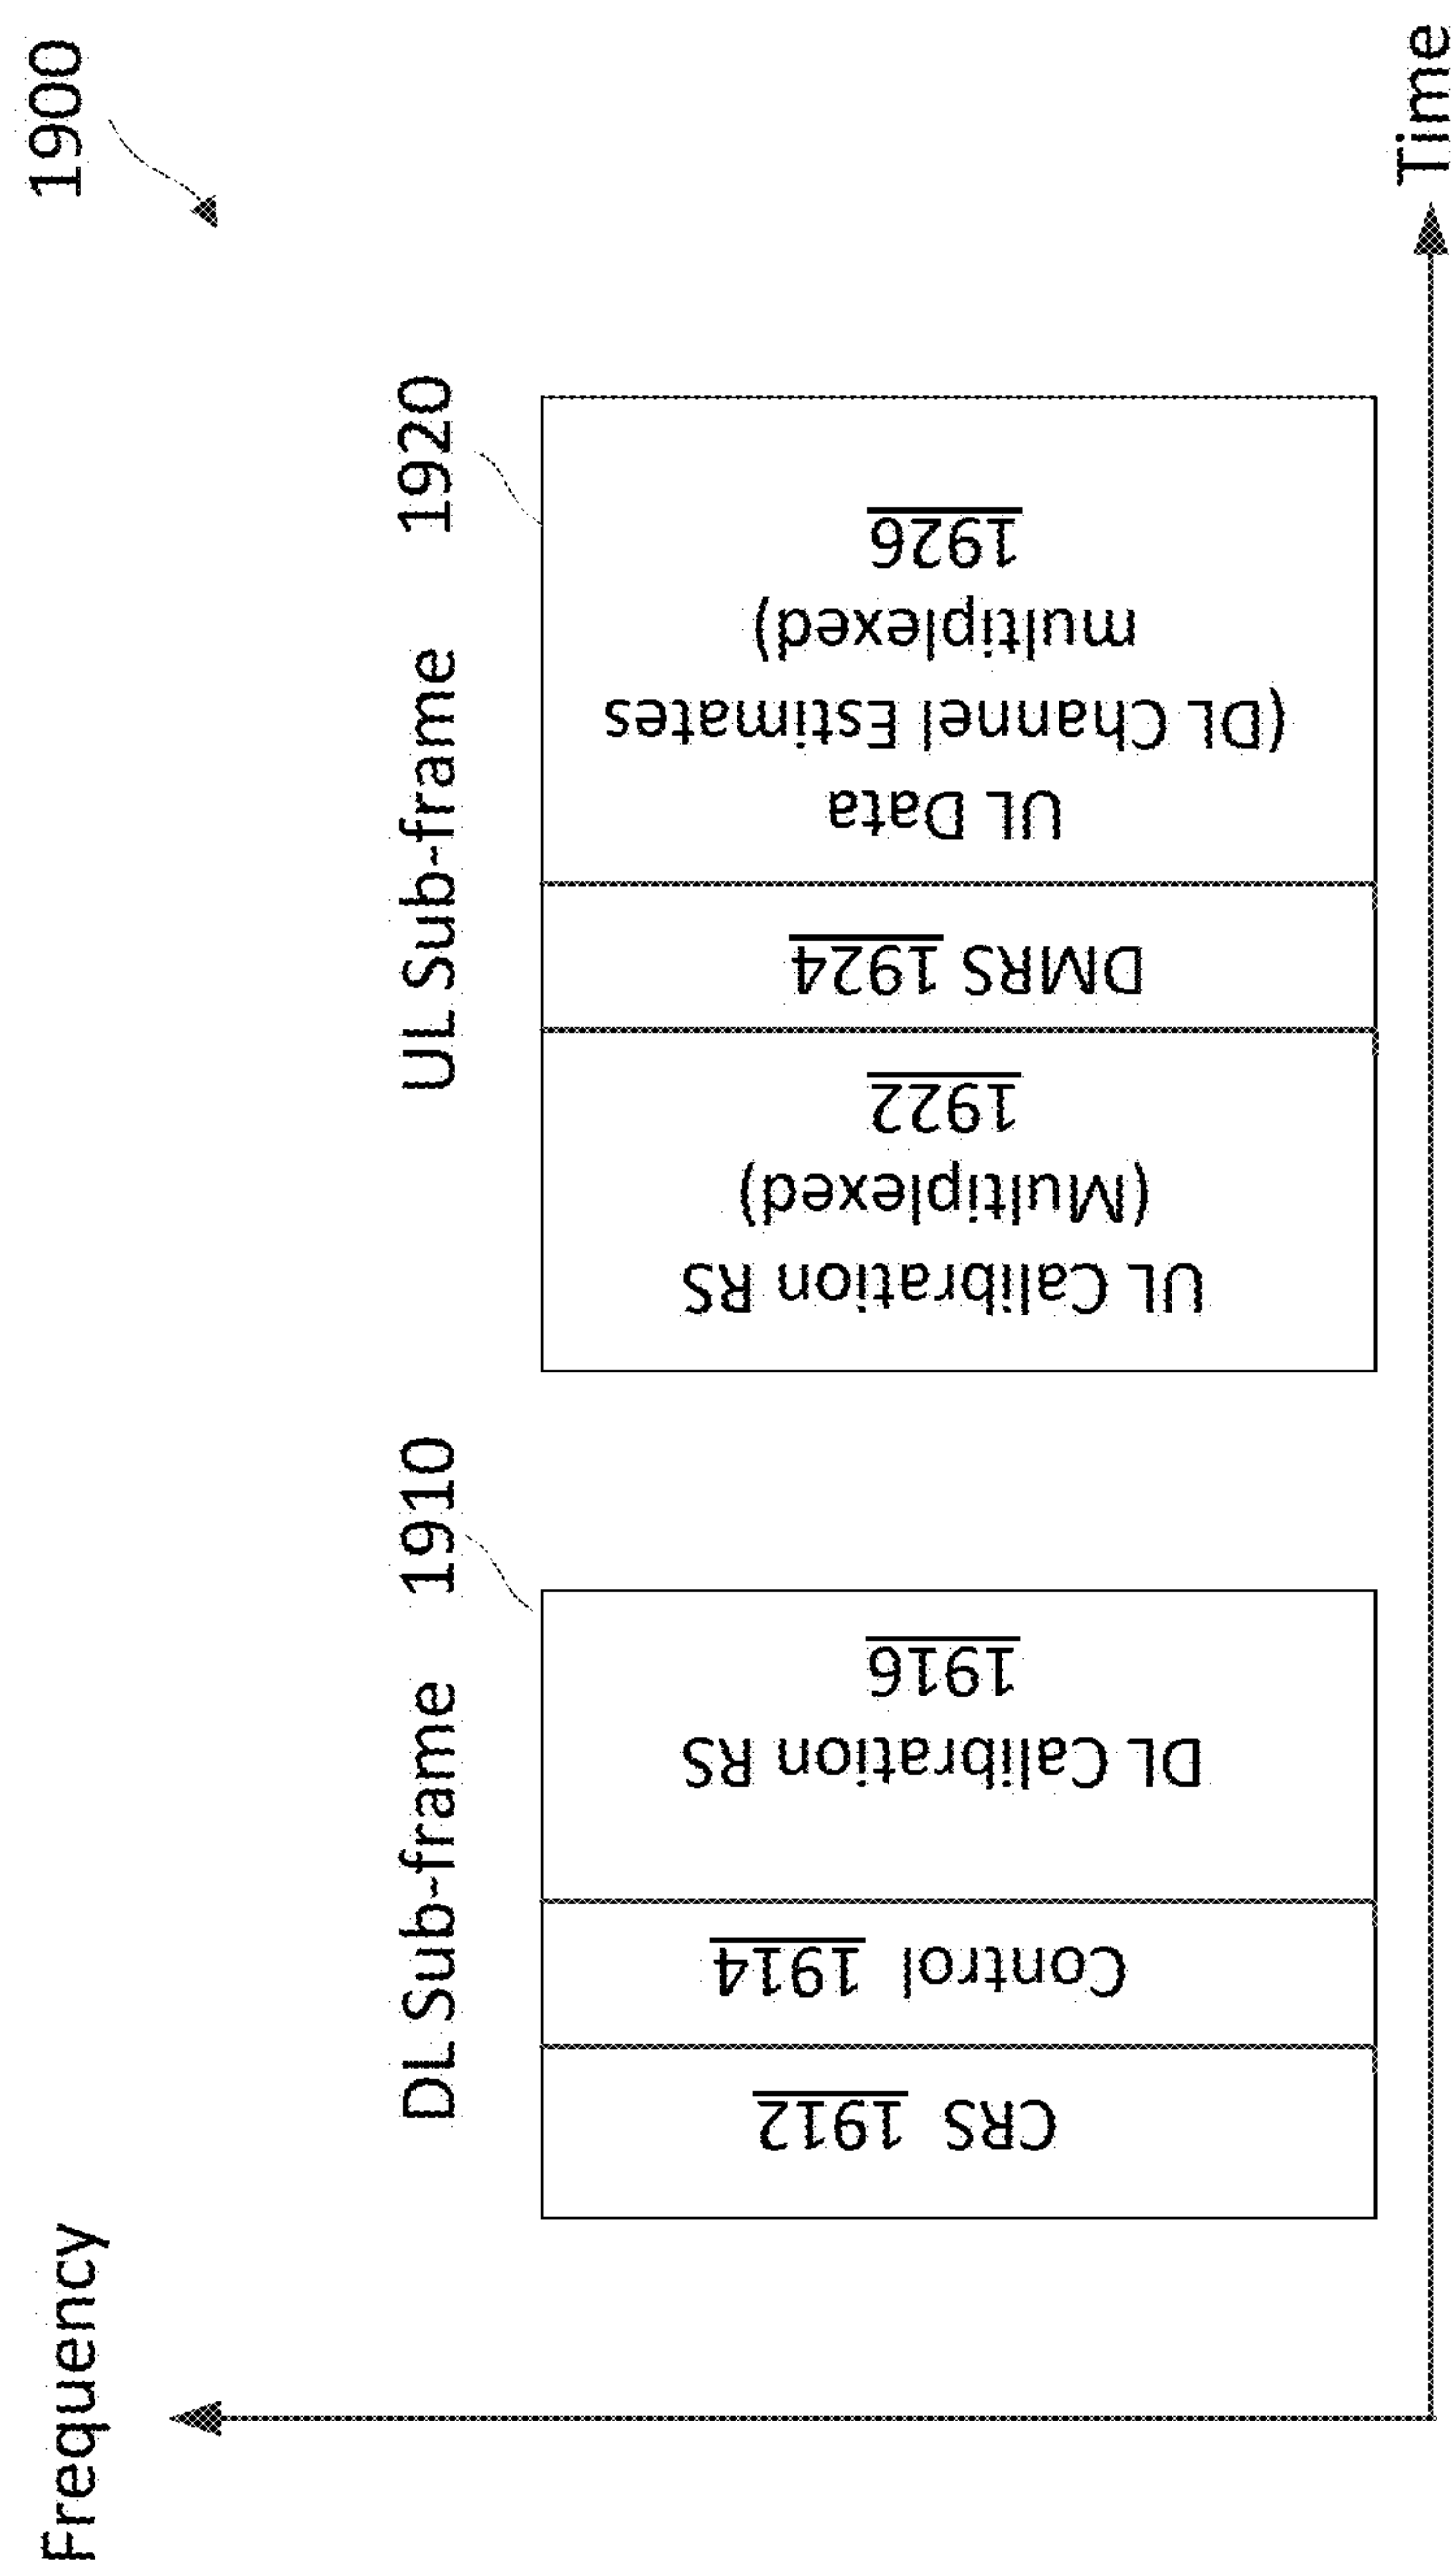 1900
Frequency
DL Sub-frame 1910
UL Sub-frame 1920
CRS 1912
Control 1914
DL Calibration RS
1916
UL Calibration RS
(Multiplexed)
1922
DMRS 1924
UL Data
(DL Channel Estimates
multiplexed)
1926
Time